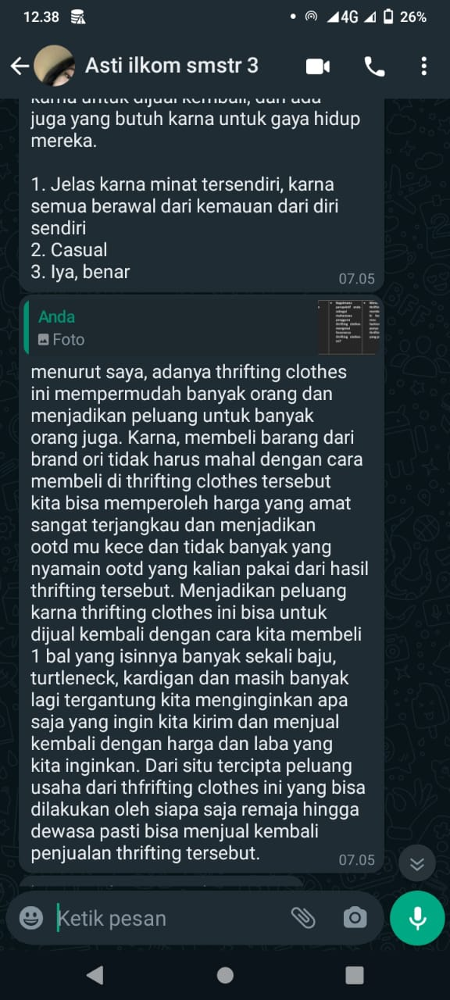 12.38
4G
26%
Asti ilkom smstr 3
karna untuk dijual kembali, dan ada
juga yang butuh karna untuk gaya hidup
mereka.
1. Jelas karna minat tersendiri, karna
semua berawal dari kemauan dari diri
sendiri
2. Casual
3. Iya, benar
07.05
Anda
Foto
menurut saya, adanya thrifting clothes
ini mempermudah banyak orang dan
menjadikan peluang untuk banyak
orang juga. Karna, membeli barang dari
brand ori tidak harus mahal dengan cara
membeli di thrifting clothes tersebut
kita bisa memperoleh harga yang amat
sangat terjangkau dan menjadikan
ootd mu kece dan tidak banyak yang
nyamain ootd yang kalian pakai dari hasil
thrifting tersebut. Menjadikan peluang
karna thrifting clothes ini bisa untuk
dijual kembali dengan cara kita membeli
1 bal yang isinnya banyak sekali baju,
turtleneck, kardigan dan masih banyak
lagi tergantung kita menginginkan apa
saja yang ingin kita kirim dan menjual
kembali dengan harga dan laba yang
kita inginkan. Dari situ tercipta peluang
usaha dari thfrifting clothes ini yang bisa
dilakukan oleh siapa saja remaja hingga
dewasa pasti bisa menjual kembali
penjualan thrifting tersebut.
07.05
Ketik pesan